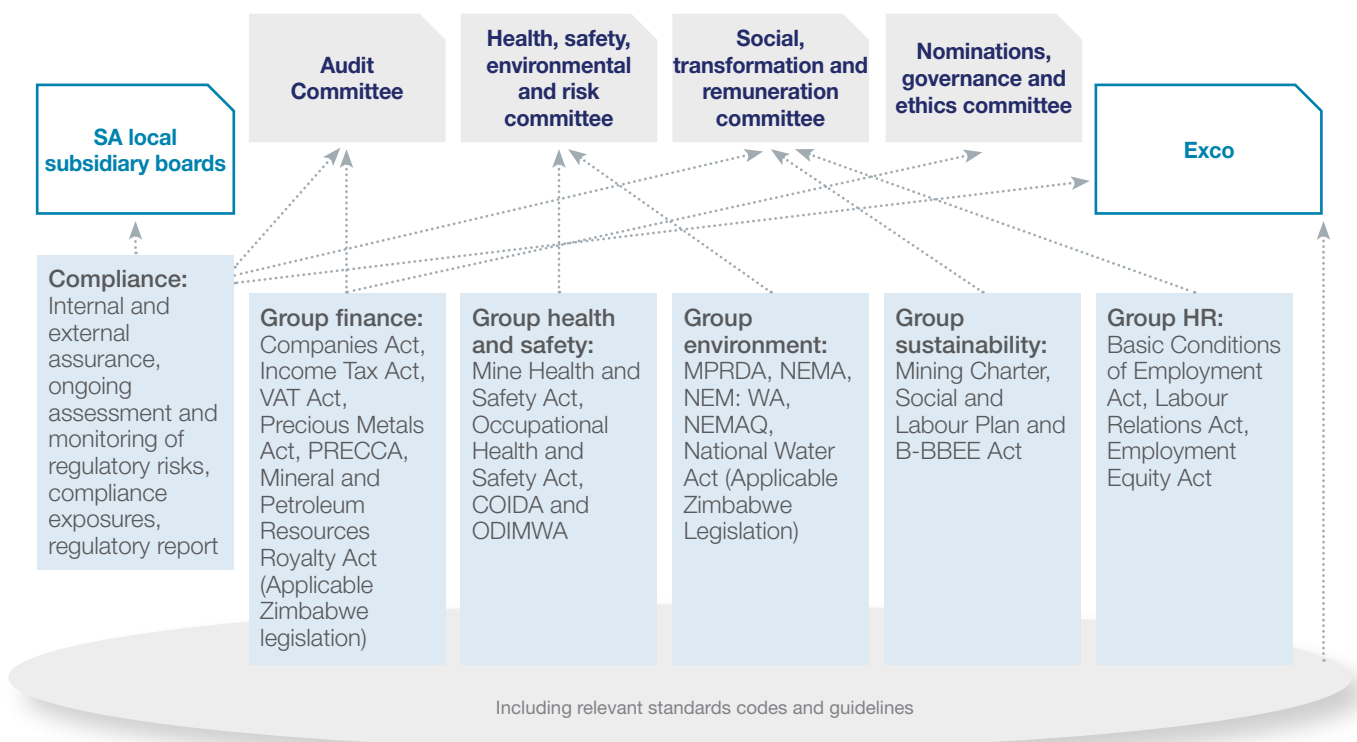 Audit
Committee
Health, safety,
environmental
and risk
committee
Social,
transformation and
remuneration
committee
Nominations,
governance and
ethics committee
SA local
subsidiary boards
Exco
Compliance:
Internal and
external
assurance,
ongoing
assessment and
monitoring of
regulatory risks,
compliance
exposures,
regulatory report
Group finance:
Companies Act,
Income Tax Act,
VAT Act,
Precious Metals
Act, PRECCA,
Mineral and
Petroleum
Resources
Royalty Act
(Applicable
Zimbabwe
legislation)
Group health
and safety:
Mine Health and
Safety Act,
Occupational
Health and
Safety Act,
COIDA and
ODIMWA
Group
environment:
MPRDA, NEMA,
NEM: WA,
NEMAQ,
National Water
Act (Applicable
Zimbabwe
Legislation)
Group
sustainability:
Mining Charter,
Social and
Labour Plan and
B-BBEE Act
Group HR:
Basic Conditions
of Employment
Act, Labour
Relations Act,
Employment
Equity Act
Including relevant standards codes and guidelines